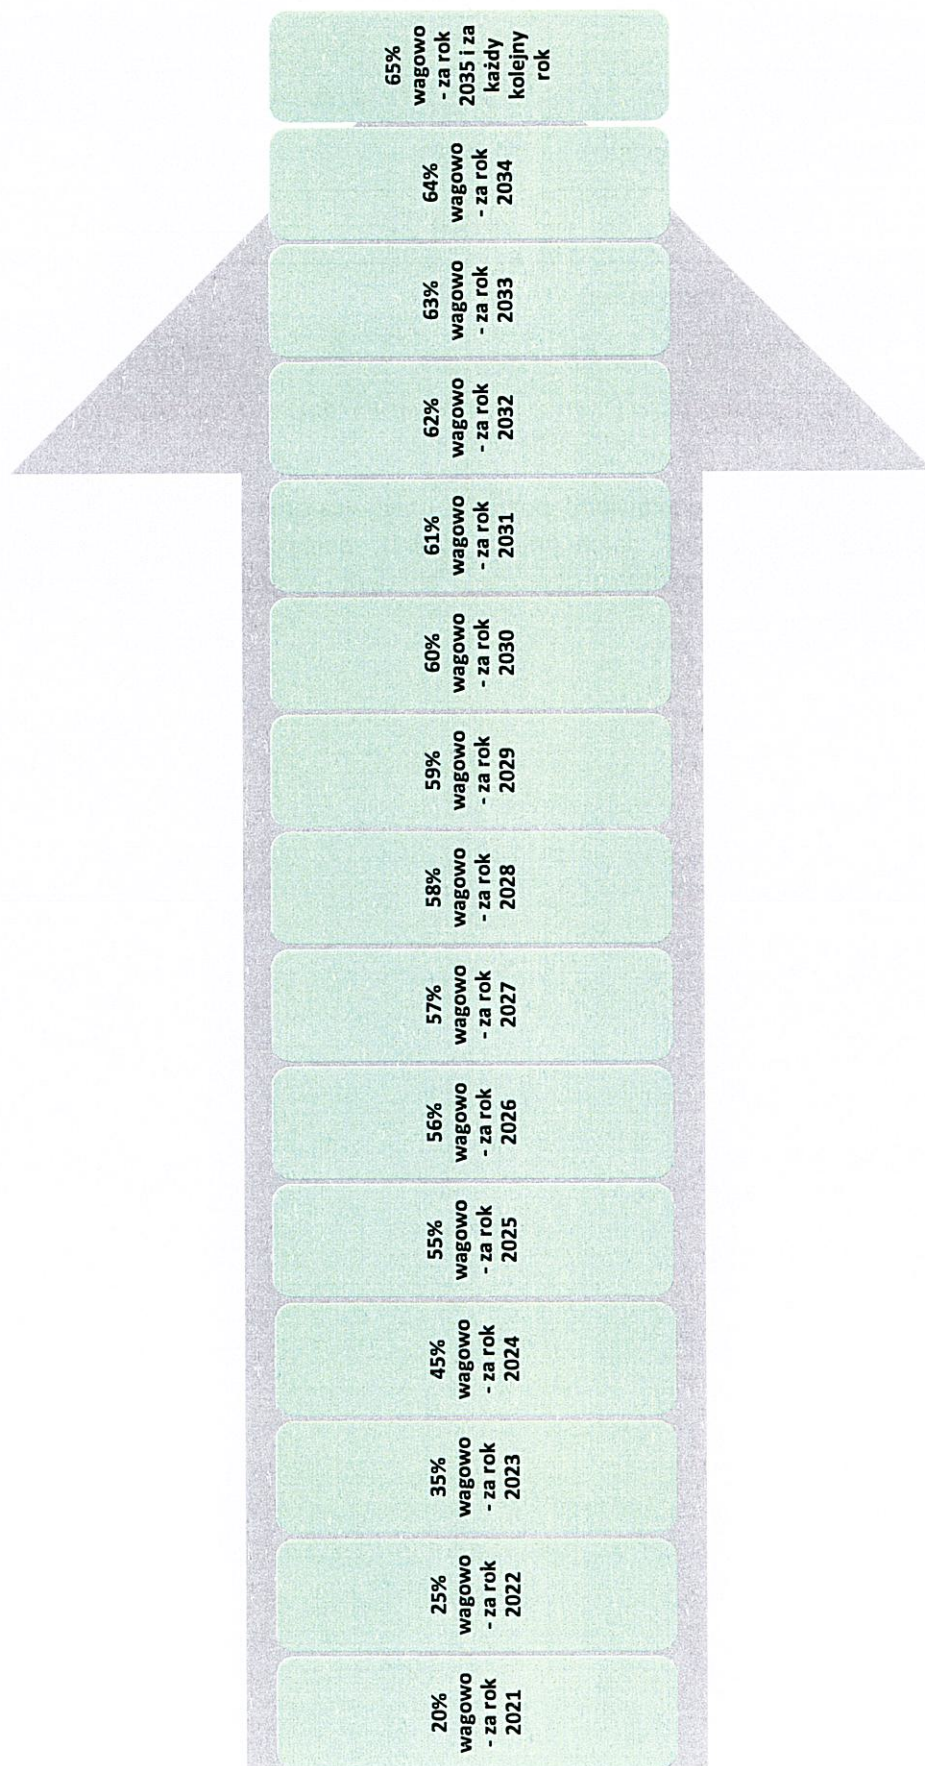 20%
wagowo
- za rok
2021
25%
wagowo
- za rok
2022
35%
wagowo
- za rok
2023
45%
wagowo
- za rok
2024
55%
wagowo
- za rok
2025
56%
wagowo
- za rok
2026
57%
wagowo
- za rok
2027
58%
wagowo
- za rok
2028
59%
wagowo
- za rok
2029
60%
wagowo
- za rok
2030
61%
wagowo
- za rok
2031
62%
wagowo
- za rok
2032
63%
wagowo
- za rok
2033
64%
wagowo
- za rok
2034
65%
wagowo
- za rok
2035 i za
każdy
kolejny
rok